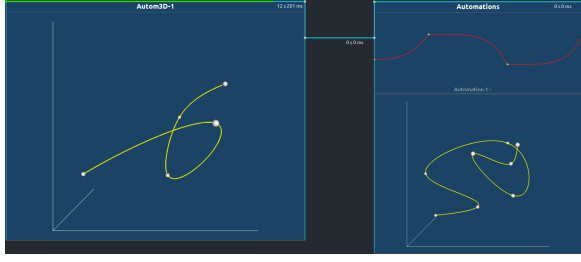 Autom3D-1
12 s 201 ms
0 s 0 ms
Automations
0 s 0 ms
Automation.1 :